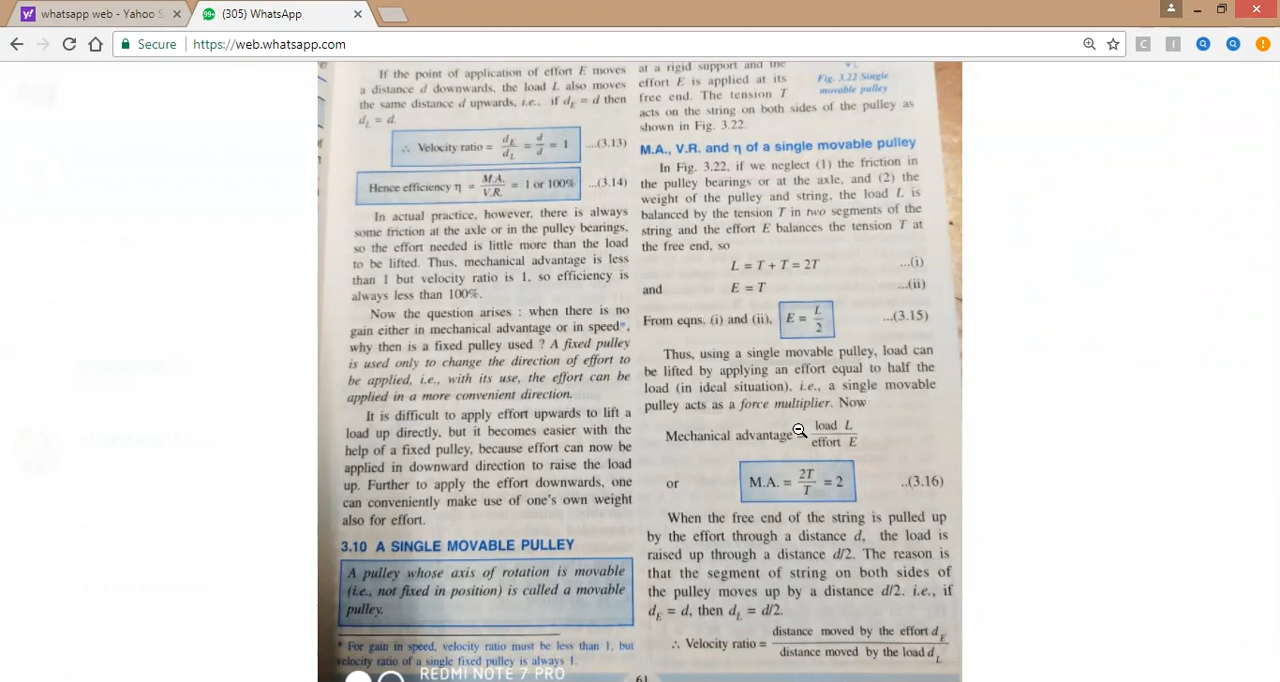 whatsapp web - Yahoo S
99+
(305) WhatsApp
Secure
https://web.whatsapp.com
If the point of application of effort E moves
a distance d downwards, the load L also moves
the same distance d upwards, i.e., if dE = d then
dL = d.
∴ Velocity ratio = dE/dL = d/d = 1 ...(3.13)
Hence efficiency η = M.A./V.R. = 1 or 100% ...(3.14)
In actual practice, however, there is always
some friction at the axle or in the pulley bearings,
so the effort needed is little more than the load
to be lifted. Thus, mechanical advantage is less
than 1 but velocity ratio is 1, so efficiency is
always less than 100%.
Now the question arises : when there is no
gain either in mechanical advantage or in speed*,
why then is a fixed pulley used ? A fixed pulley
is used only to change the direction of effort to
be applied, i.e., with its use, the effort can be
applied in a more convenient direction.
It is difficult to apply effort upwards to lift a
load up directly, but it becomes easier with the
help of a fixed pulley, because effort can now be
applied in downward direction to raise the load
up. Further to apply the effort downwards, one
can conveniently make use of one's own weight
also for effort.
3.10 A SINGLE MOVABLE PULLEY
A pulley whose axis of rotation is movable
(i.e., not fixed in position) is called a movable
pulley.
* For gain in speed, velocity ratio must be less than 1, but
velocity ratio of a single fixed pulley is always 1.
REDMI NOTE 7 PRO
at a rigid support and the
effort E is applied at its
free end. The tension T
acts on the string on both sides of the pulley as
shown in Fig. 3.22.
Fig. 3.22 Single
movable pulley
M.A., V.R. and η of a single movable pulley
In Fig. 3.22, if we neglect (1) the friction in
the pulley bearings or at the axle, and (2) the
weight of the pulley and string, the load L is
balanced by the tension T in two segments of the
string and the effort E balances the tension T at
the free end, so
L = T + T = 2T ...(i)
and E = T ...(ii)
From eqns. (i) and (ii), E = L/2 ...(3.15)
Thus, using a single movable pulley, load can
be lifted by applying an effort equal to half the
load (in ideal situation), i.e., a single movable
pulley acts as a force multiplier. Now
Mechanical advantage load L/effort E
or M.A. = 2T/T = 2 ..(3.16)
When the free end of the string is pulled up
by the effort through a distance d, the load is
raised up through a distance d/2. The reason is
that the segment of string on both sides of
the pulley moves up by a distance d/2. i.e., if
dE = d, then dL = d/2.
∴ Velocity ratio = distance moved by the effort dE/distance moved by the load dL
61